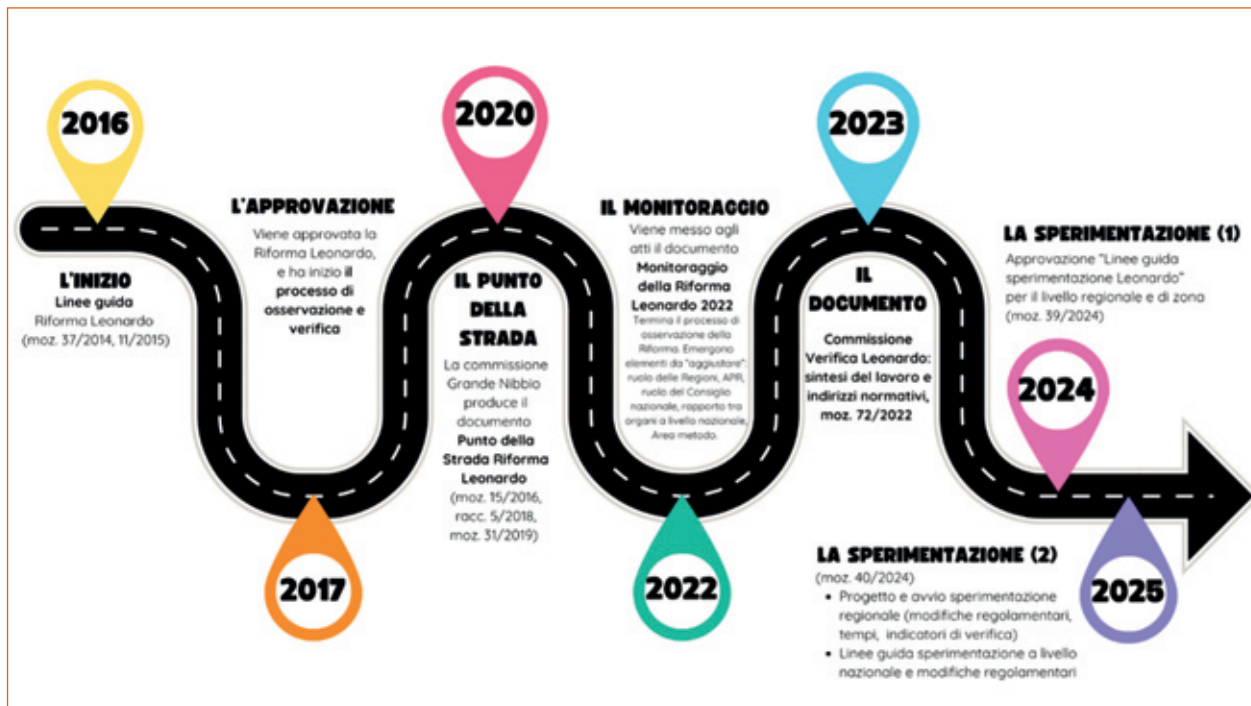 2016
L'INIZIO
Linee guida
Riforma Leonardo
(moz. 37/2014, 11/2015)
L'APPROVAZIONE
Viene approvata la
Riforma Leonardo,
e ha inizio il
processo di
osservazione e
verifica
2017
2020
IL PUNTO
DELLA
STRADA
La commissione
Grande Nibbio
produce il
documento
Punto della
Strada Riforma
Leonardo
(moz. 15/2016,
racc. 5/2018,
moz. 31/2019)
IL MONITORAGGIO
Viene messo agli
atti il documento
Monitoraggio
della Riforma
Leonardo 2022
Termina il processo di
osservazione della
Riforma. Emergono
elementi da "aggiustare":
ruolo delle Regioni, APR,
ruolo del Consiglio
nazionale, rapporto tra
organi a livello nazionale,
Area metodo.
2022
2023
IL
DOCUMENTO
Commissione
Verifica Leonardo:
sintesi del lavoro e
indirizzi normativi,
moz. 72/2022
LA SPERIMENTAZIONE (1)
Approvazione "Linee guida
sperimentazione Leonardo"
per il livello regionale e di zona
(moz. 39/2024)
2024
LA SPERIMENTAZIONE (2)
(moz. 40/2024)
• Progetto e avvio sperimentazione
regionale (modifiche regolamentari,
tempi, indicatori di verifica)
• Linee guida sperimentazione a livello
nazionale e modifiche regolamentari
2025